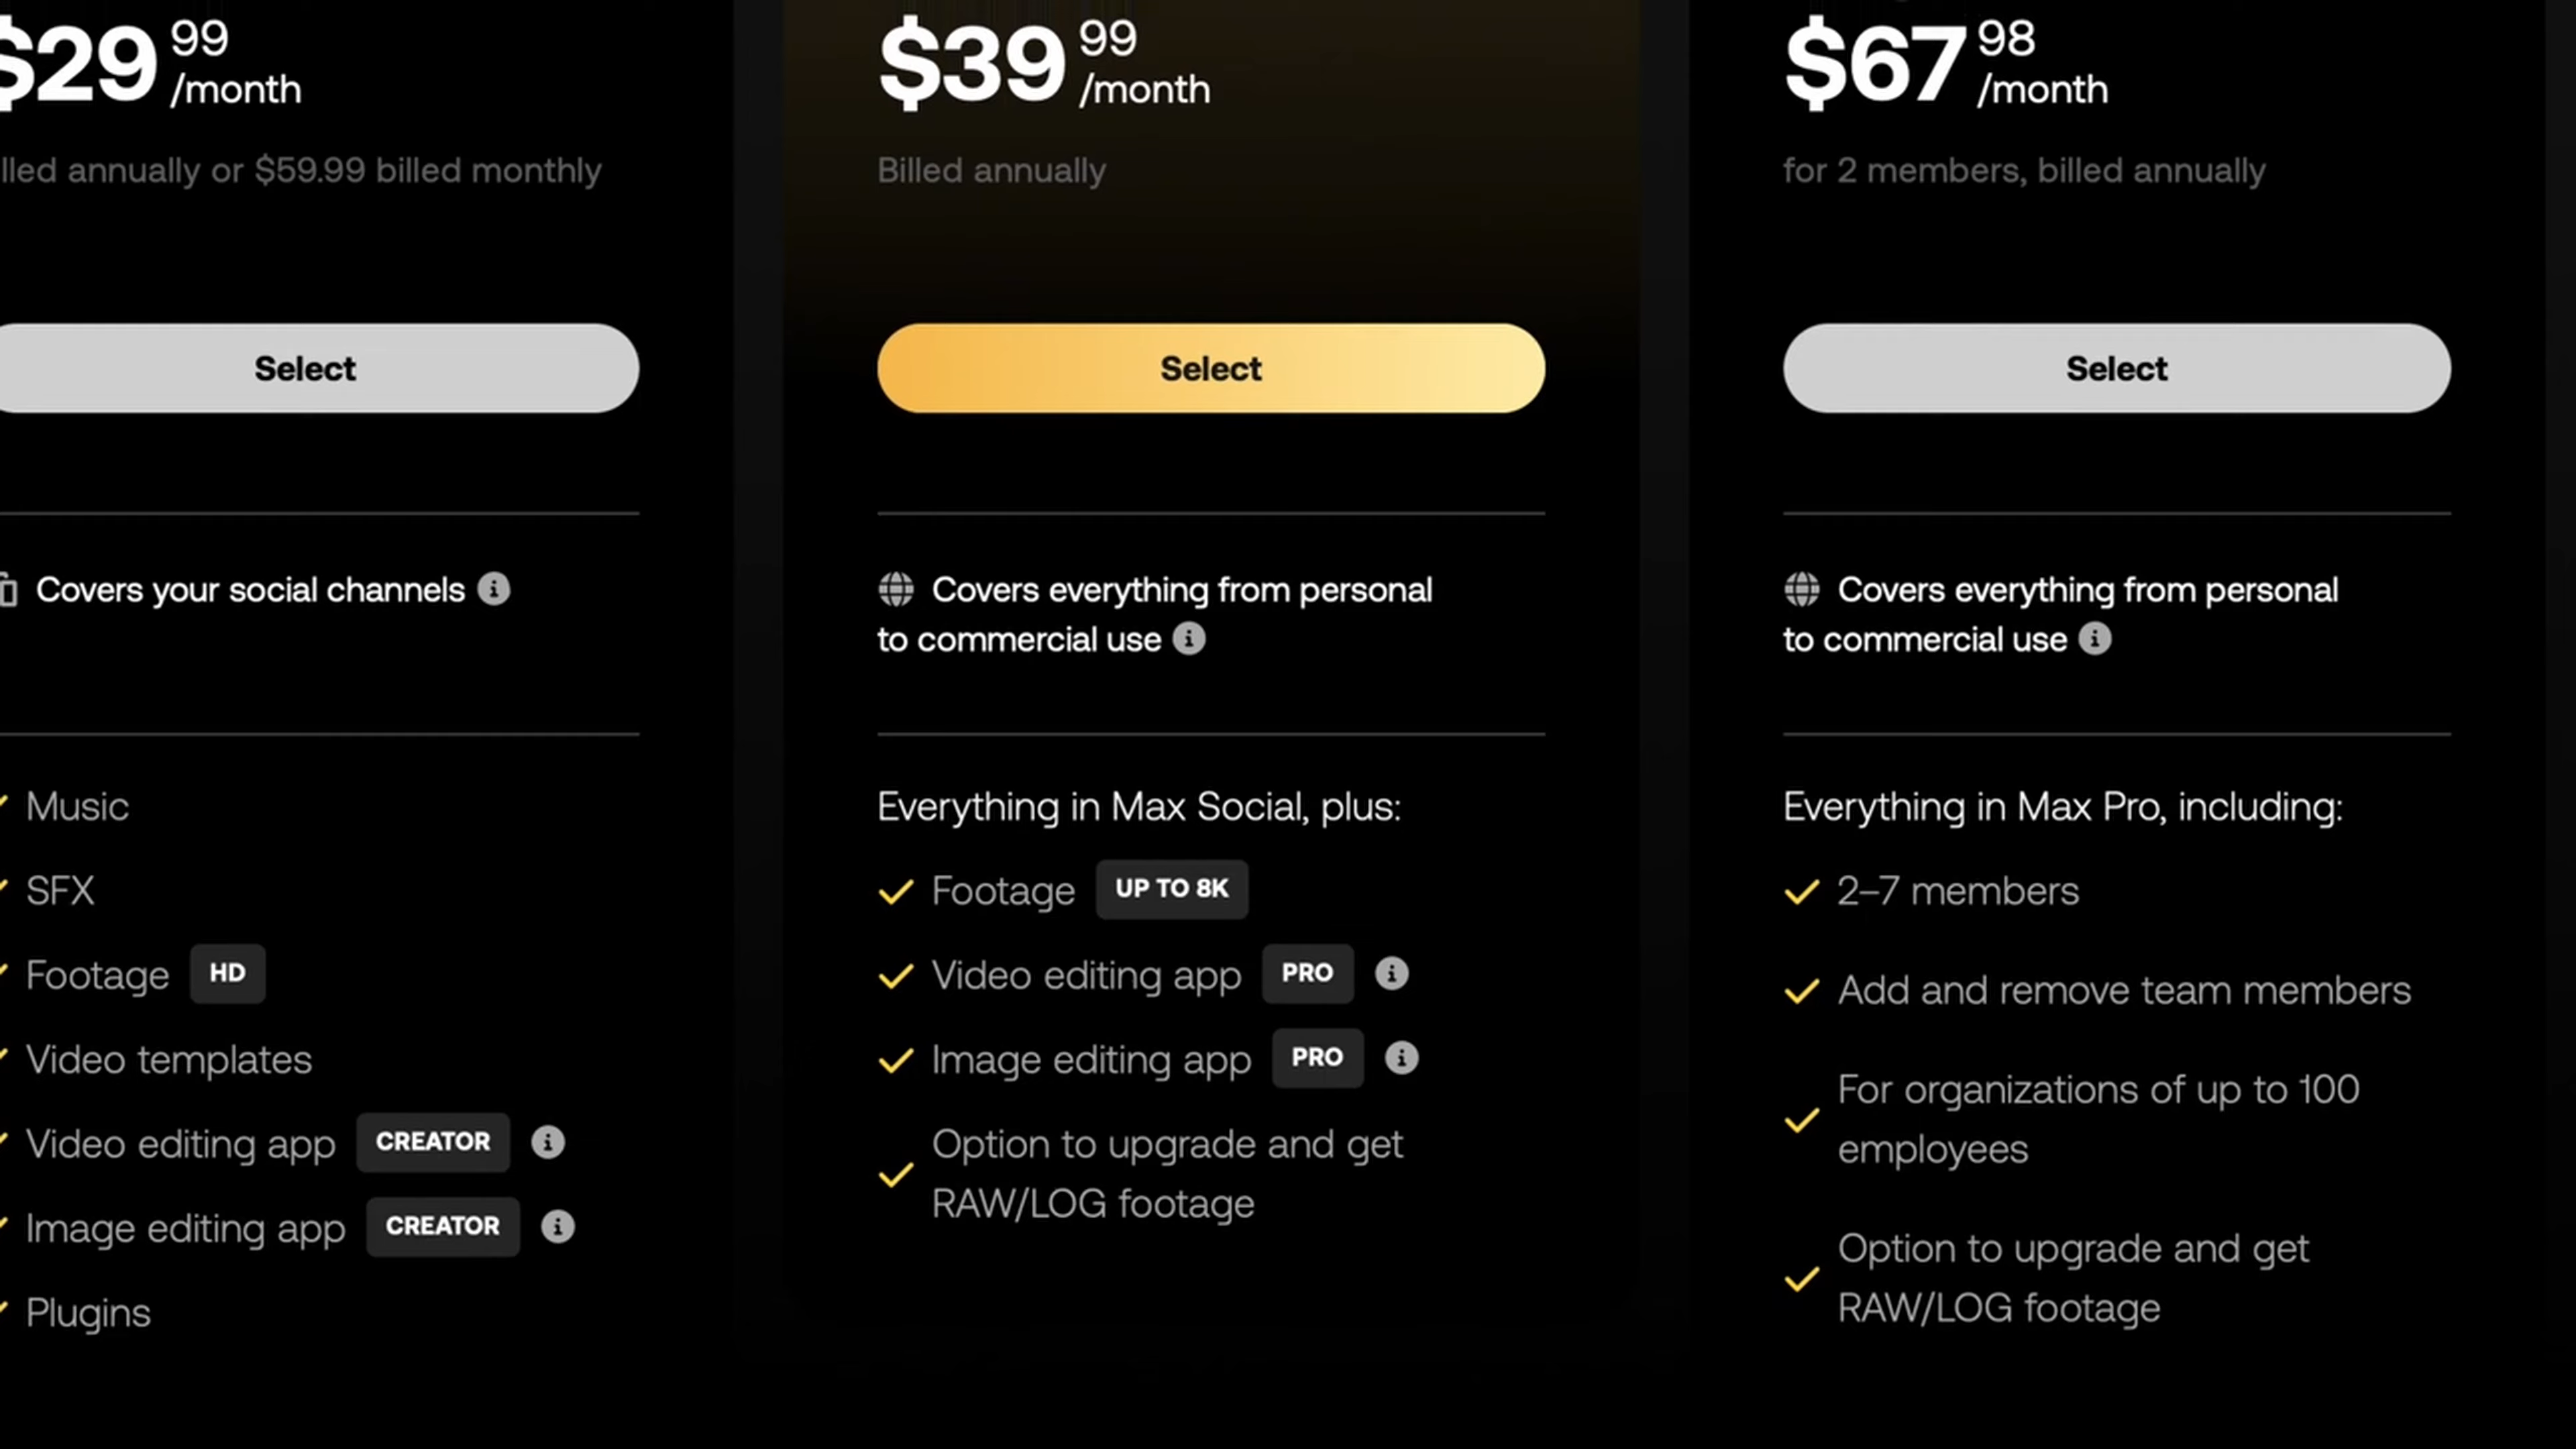 $29 99
/month
lled annually or $59.99 billed monthly
Select
Covers your social channels
Music
SFX
Footage HD
Video templates
Video editing app CREATOR
Image editing app CREATOR
Plugins
$39 99
/month
Billed annually
Select
Covers everything from personal
to commercial use
Everything in Max Social, plus:
Footage UP TO 8K
Video editing app PRO
Image editing app PRO
Option to upgrade and get
RAW/LOG footage
$67 98
/month
for 2 members, billed annually
Select
Covers everything from personal
to commercial use
Everything in Max Pro, including:
2–7 members
Add and remove team members
For organizations of up to 100
employees
Option to upgrade and get
RAW/LOG footage